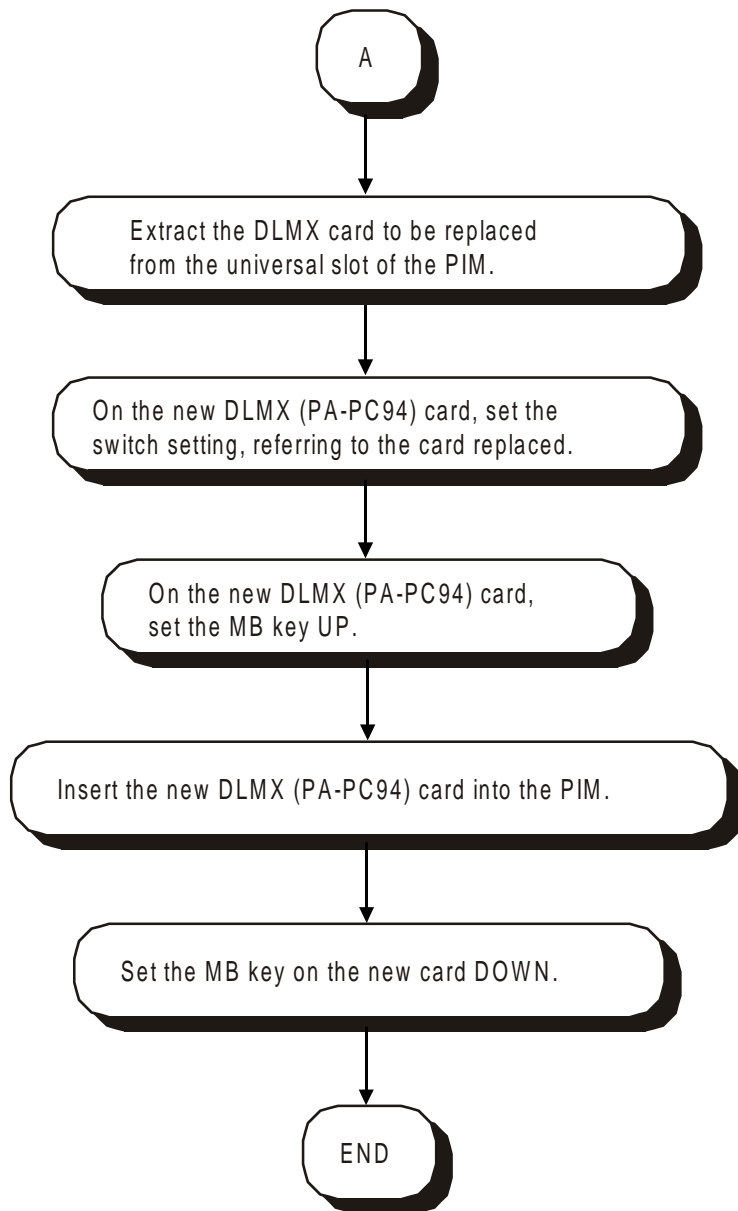 A
Extract the DLMX card to be replaced
from the universal slot of the PIM.
On the new DLMX (PA-PC94) card, set the
switch setting, referring to the card replaced.
On the new DLMX (PA-PC94) card,
set the MB key UP.
Insert the new DLMX (PA-PC94) card into the PIM.
Set the MB key on the new card DOWN.
END